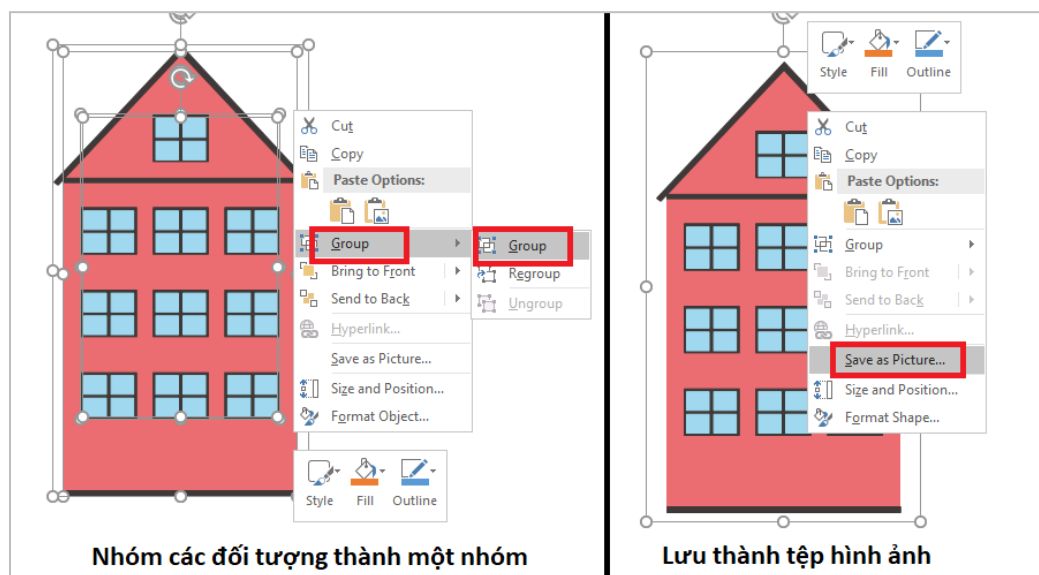 Cut
Copy
Paste Options:
Group
Bring to Front
Send to Back
Hyperlink...
Save as Picture...
Size and Position...
Format Object...
Group
Regroup
Ungroup
Style Fill Outline
Nhóm các đối tượng thành một nhóm
Style Fill Outline
Cut
Copy
Paste Options:
Group
Bring to Front
Send to Back
Hyperlink...
Save as Picture...
Size and Position...
Format Shape...
Lưu thành tệp hình ảnh